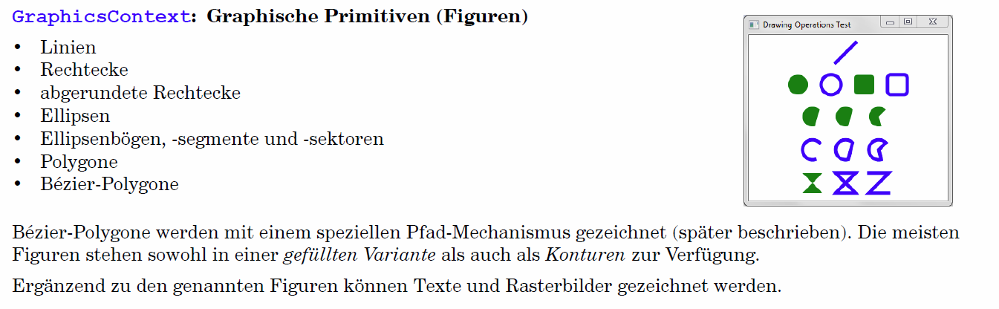 GraphicsContext: Graphische Primitiven (Figuren)
• Linien
• Rechtecke
• abgerundete Rechtecke
• Ellipsen
• Ellipsenbögen, -segmente und -sektoren
• Polygone
• Bézier-Polygone
Drawing Operations Test
Bézier-Polygone werden mit einem speziellen Pfad-Mechanismus gezeichnet (später beschrieben). Die meisten
Figuren stehen sowohl in einer gefüllten Variante als auch als Konturen zur Verfügung.
Ergänzend zu den genannten Figuren können Texte und Rasterbilder gezeichnet werden.